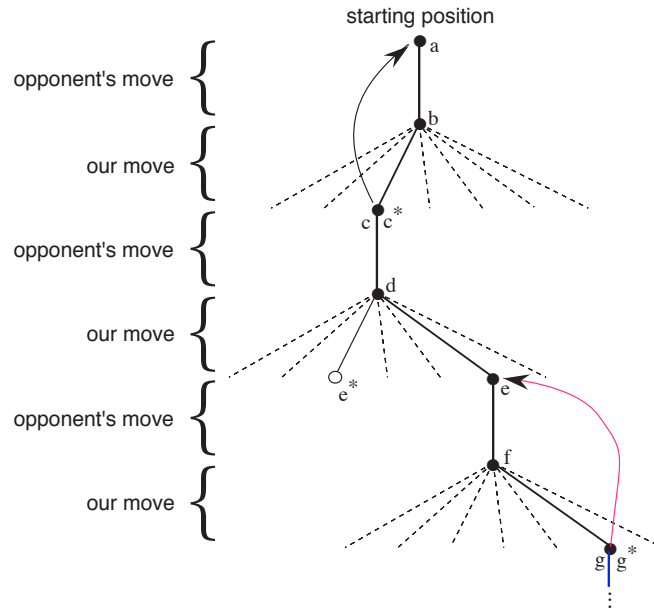 starting position
a
opponent's move
b
our move
c c*
opponent's move
d
our move
e* e
opponent's move
f
our move
g g*
⋮